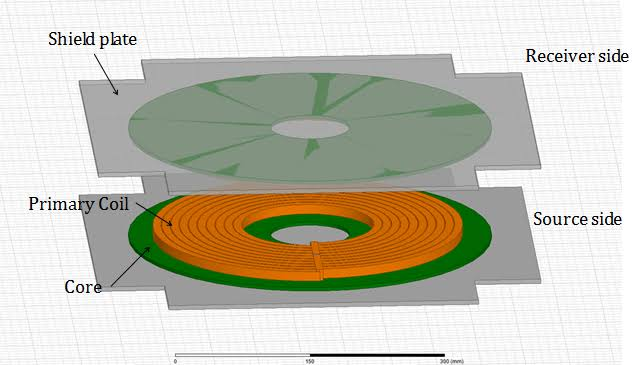 Shield plate
Receiver side
Primary Coil
Source side
Core
0
150
300 (mm)